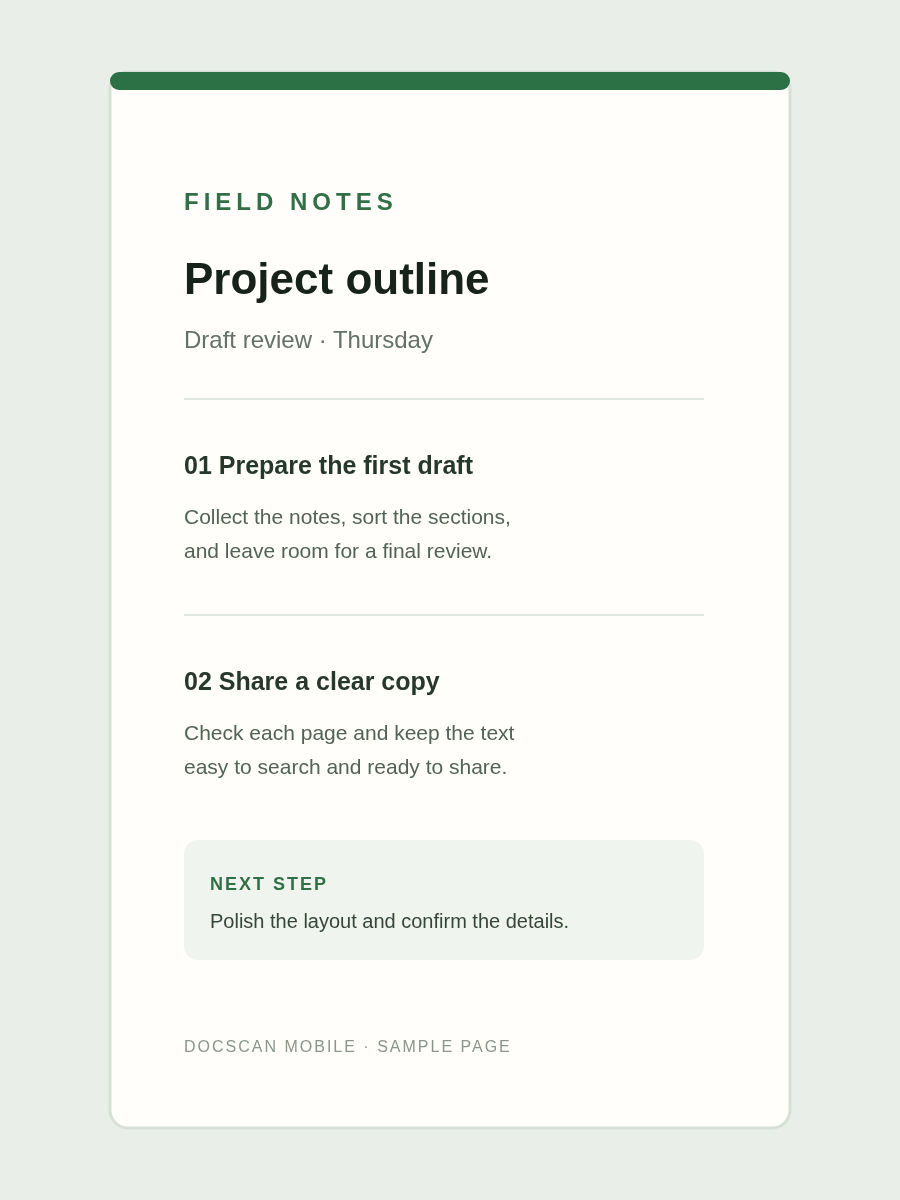 FIELD NOTES
Project outline
Draft review · Thursday
01 Prepare the first draft
Collect the notes, sort the sections,
and leave room for a final review.
02 Share a clear copy
Check each page and keep the text
easy to search and ready to share.
NEXT STEP
Polish the layout and confirm the details.
DOCSCAN MOBILE · SAMPLE PAGE